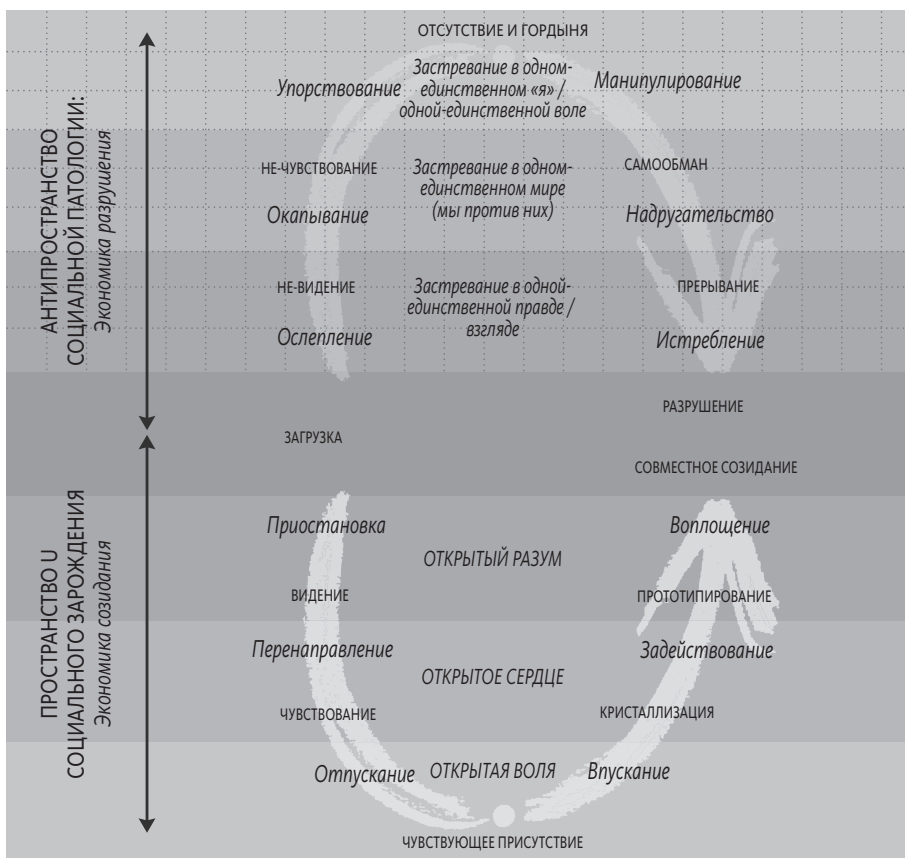 ОТСУТСТВИЕ И ГОРДЫНЯ
Упорствование
Застревание в одном-
единственном «я» /
одной-единственной воле
Манипулирование
НЕ-ЧУВСТВОВАНИЕ
Окапывание
Застревание в одном-
единственном мире
(мы против них)
САМООБМАН
Надругательство
НЕ-ВИДЕНИЕ
Ослепление
Застревание в одной-
единственной правде /
взгляде
ПРЕРЫВАНИЕ
Истребление
АНТИПРОСТРАНСТВО
СОЦИАЛЬНОЙ ПАТОЛОГИИ:
Экономика разрушения
РАЗРУШЕНИЕ
ЗАГРУЗКА
СОВМЕСТНОЕ СОЗИДАНИЕ
ПРОСТРАНСТВО U
СОЦИАЛЬНОГО ЗАРОЖДЕНИЯ
Экономика созидания
Приостановка
Воплощение
ОТКРЫТЫЙ РАЗУМ
ВИДЕНИЕ
ПРОТОТИПИРОВАНИЕ
Перенаправление
Задействование
ОТКРЫТОЕ СЕРДЦЕ
ЧУВСТВОВАНИЕ
КРИСТАЛЛИЗАЦИЯ
Отпускание
ОТКРЫТАЯ ВОЛЯ
Впускание
ЧУВСТВУЮЩЕЕ ПРИСУТСТВИЕ